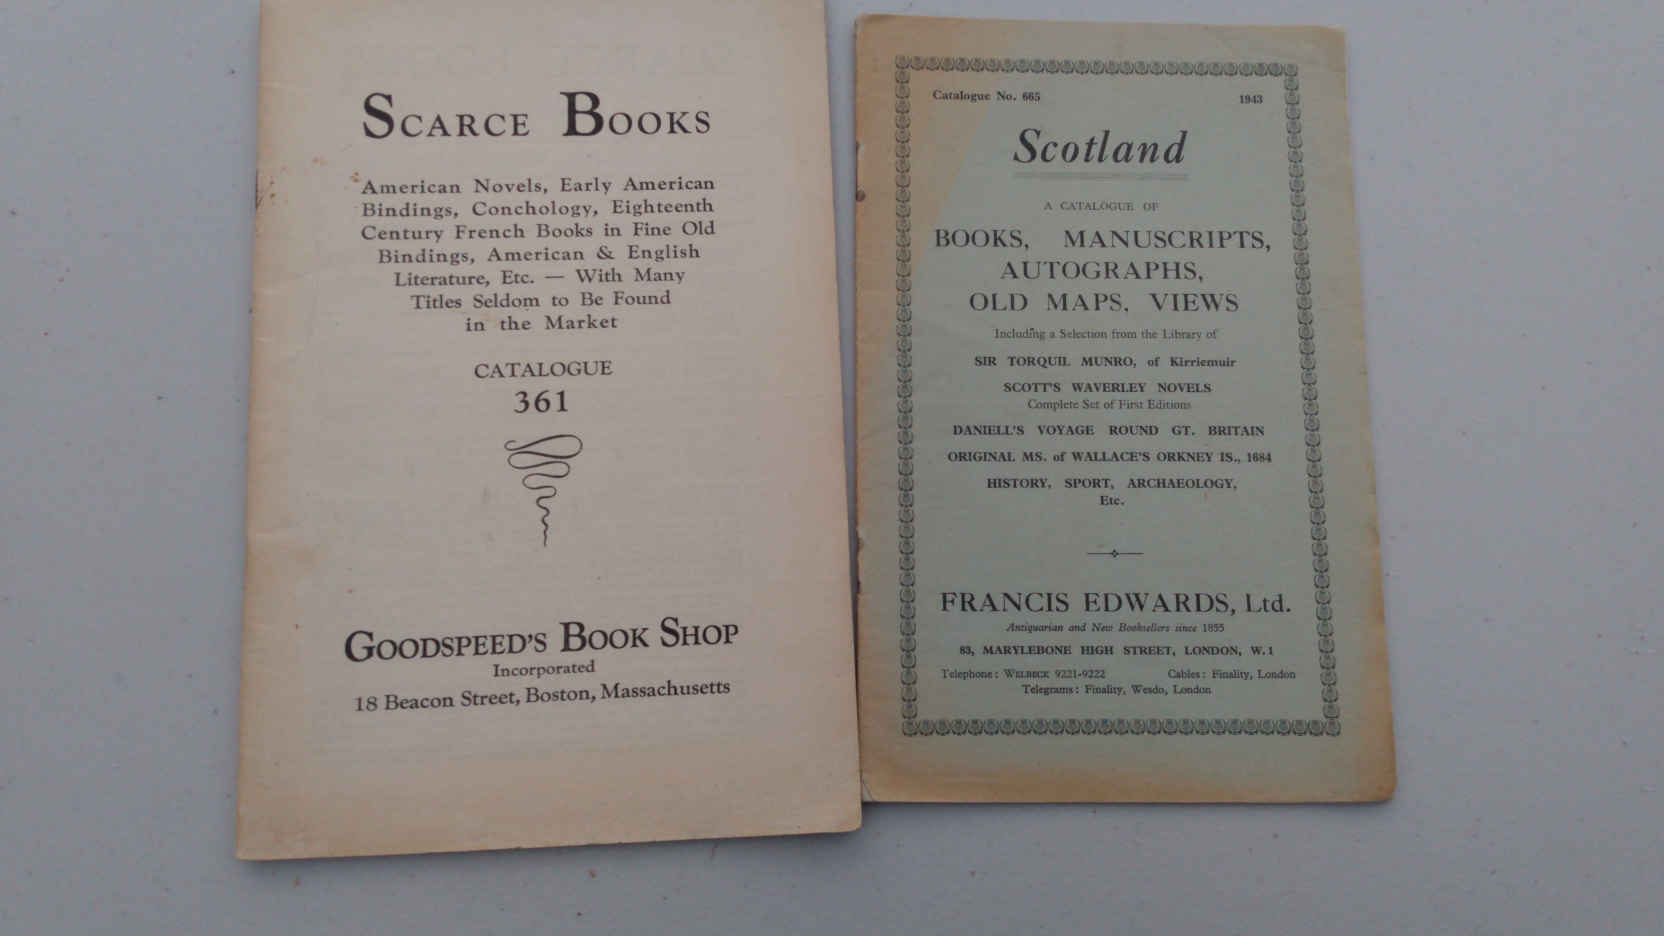 Scarce Books
American Novels, Early American
Bindings, Conchology, Eighteenth
Century French Books in Fine Old
Bindings, American & English
Literature, Etc. — With Many
Titles Seldom to Be Found
in the Market
CATALOGUE
361
Goodspeed's Book Shop
Incorporated
18 Beacon Street, Boston, Massachusetts
Catalogue No. 665 1943
Scotland
A CATALOGUE OF
BOOKS, MANUSCRIPTS,
AUTOGRAPHS,
OLD MAPS, VIEWS
Including a Selection from the Library of
SIR TORQUIL MUNRO, of Kirriemuir
SCOTT'S WAVERLEY NOVELS
Complete Set of First Editions
DANIELL'S VOYAGE ROUND GT. BRITAIN
ORIGINAL MS. of WALLACE'S ORKNEY IS., 1684
HISTORY, SPORT, ARCHAEOLOGY,
Etc.
FRANCIS EDWARDS, Ltd.
Antiquarian and New Booksellers since 1855
83, MARYLEBONE HIGH STREET, LONDON, W.1
Telephone: Welbeck 9221-9222 Cables: Finality, London
Telegrams: Finality, Wesdo, London